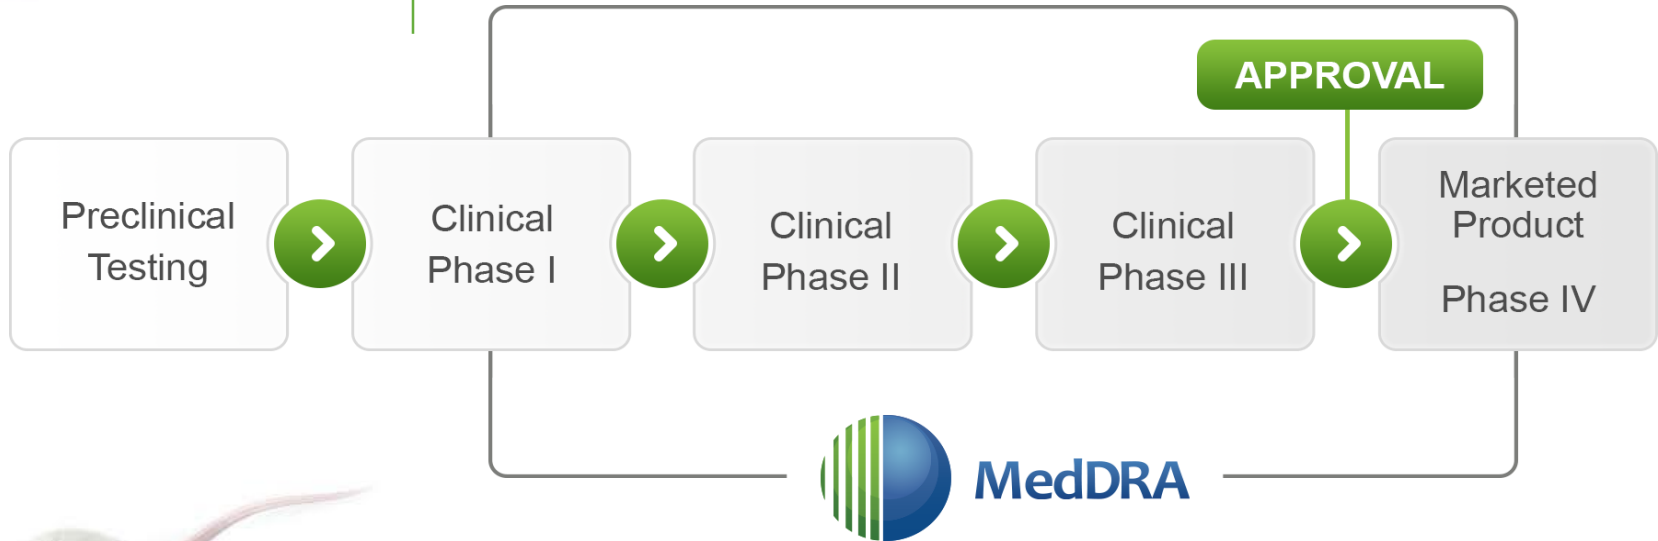 APPROVAL
Preclinical
Testing
Clinical
Phase I
Clinical
Phase II
Clinical
Phase III
Marketed
Product
Phase IV
MedDRA